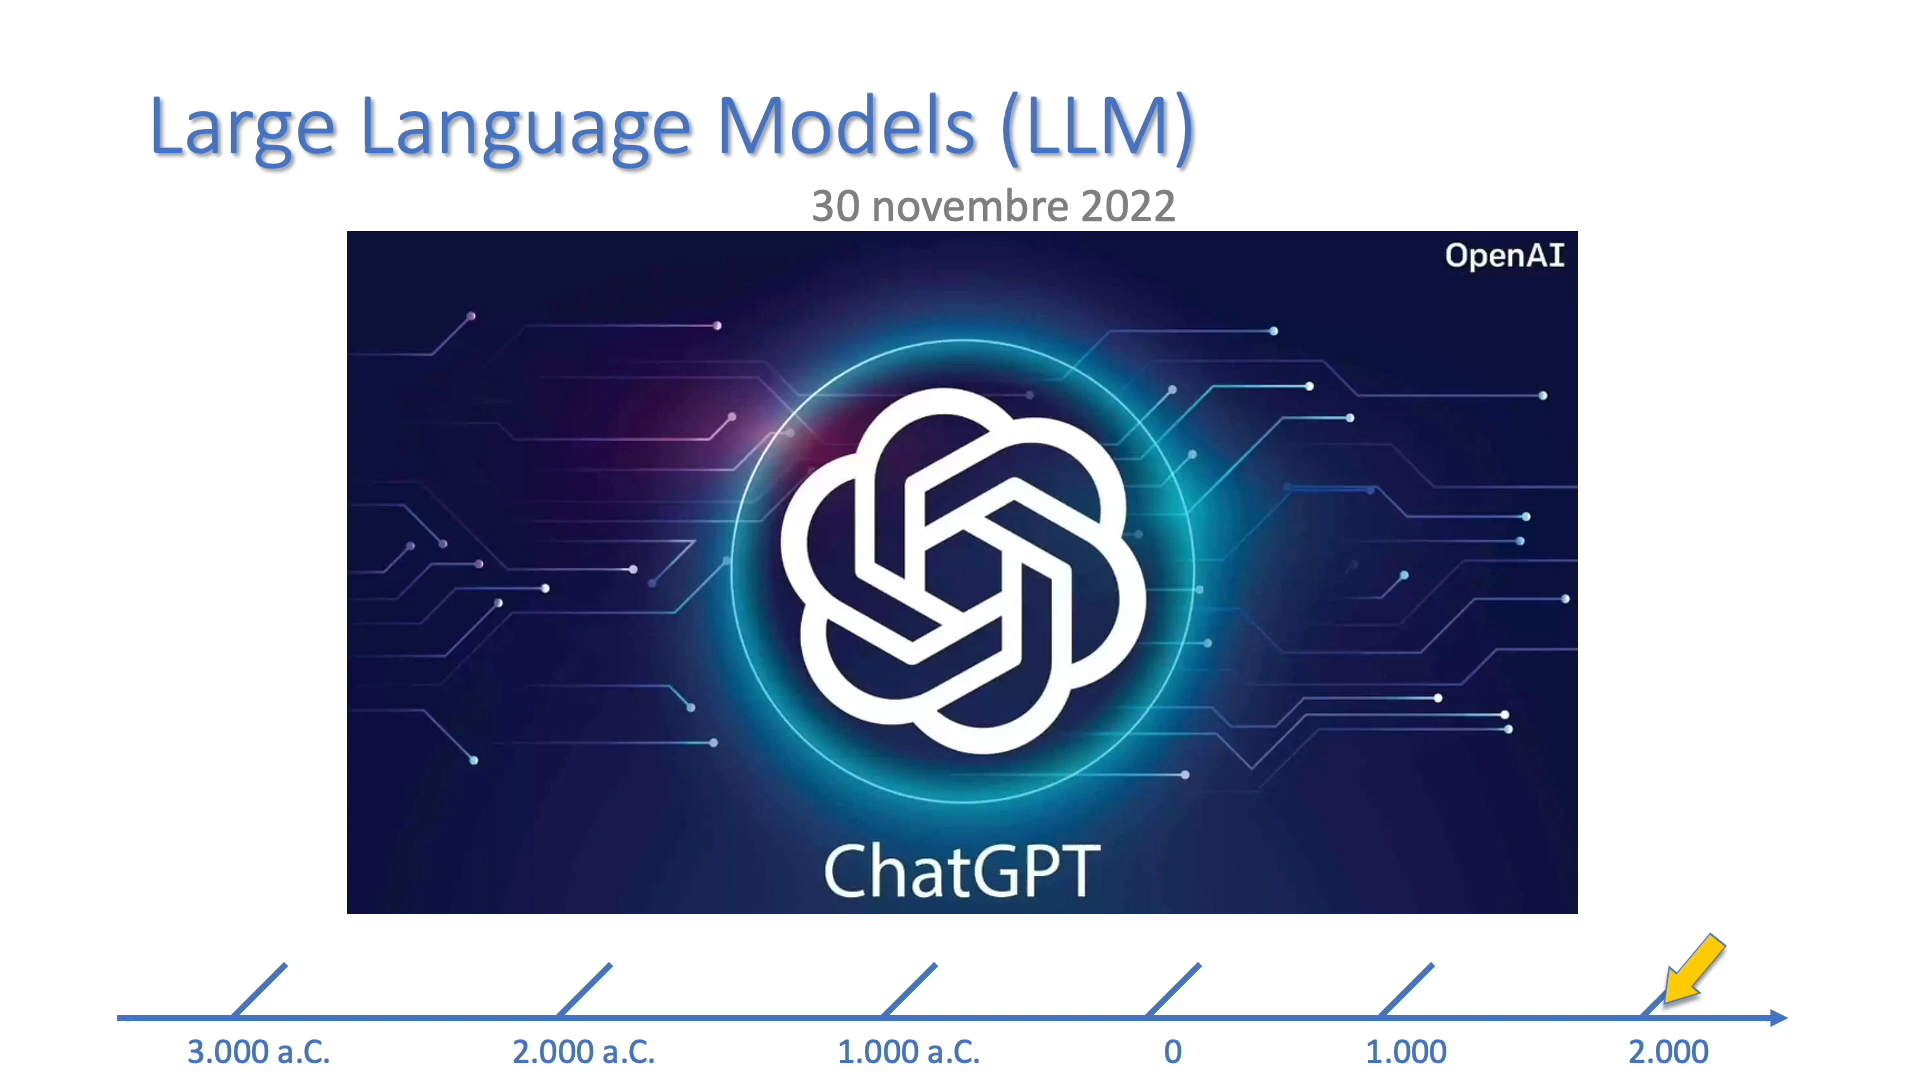 Large Language Models (LLM)
30 novembre 2022
OpenAI
ChatGPT
3.000 a.C. 2.000 a.C. 1.000 a.C. 0 1.000 2.000